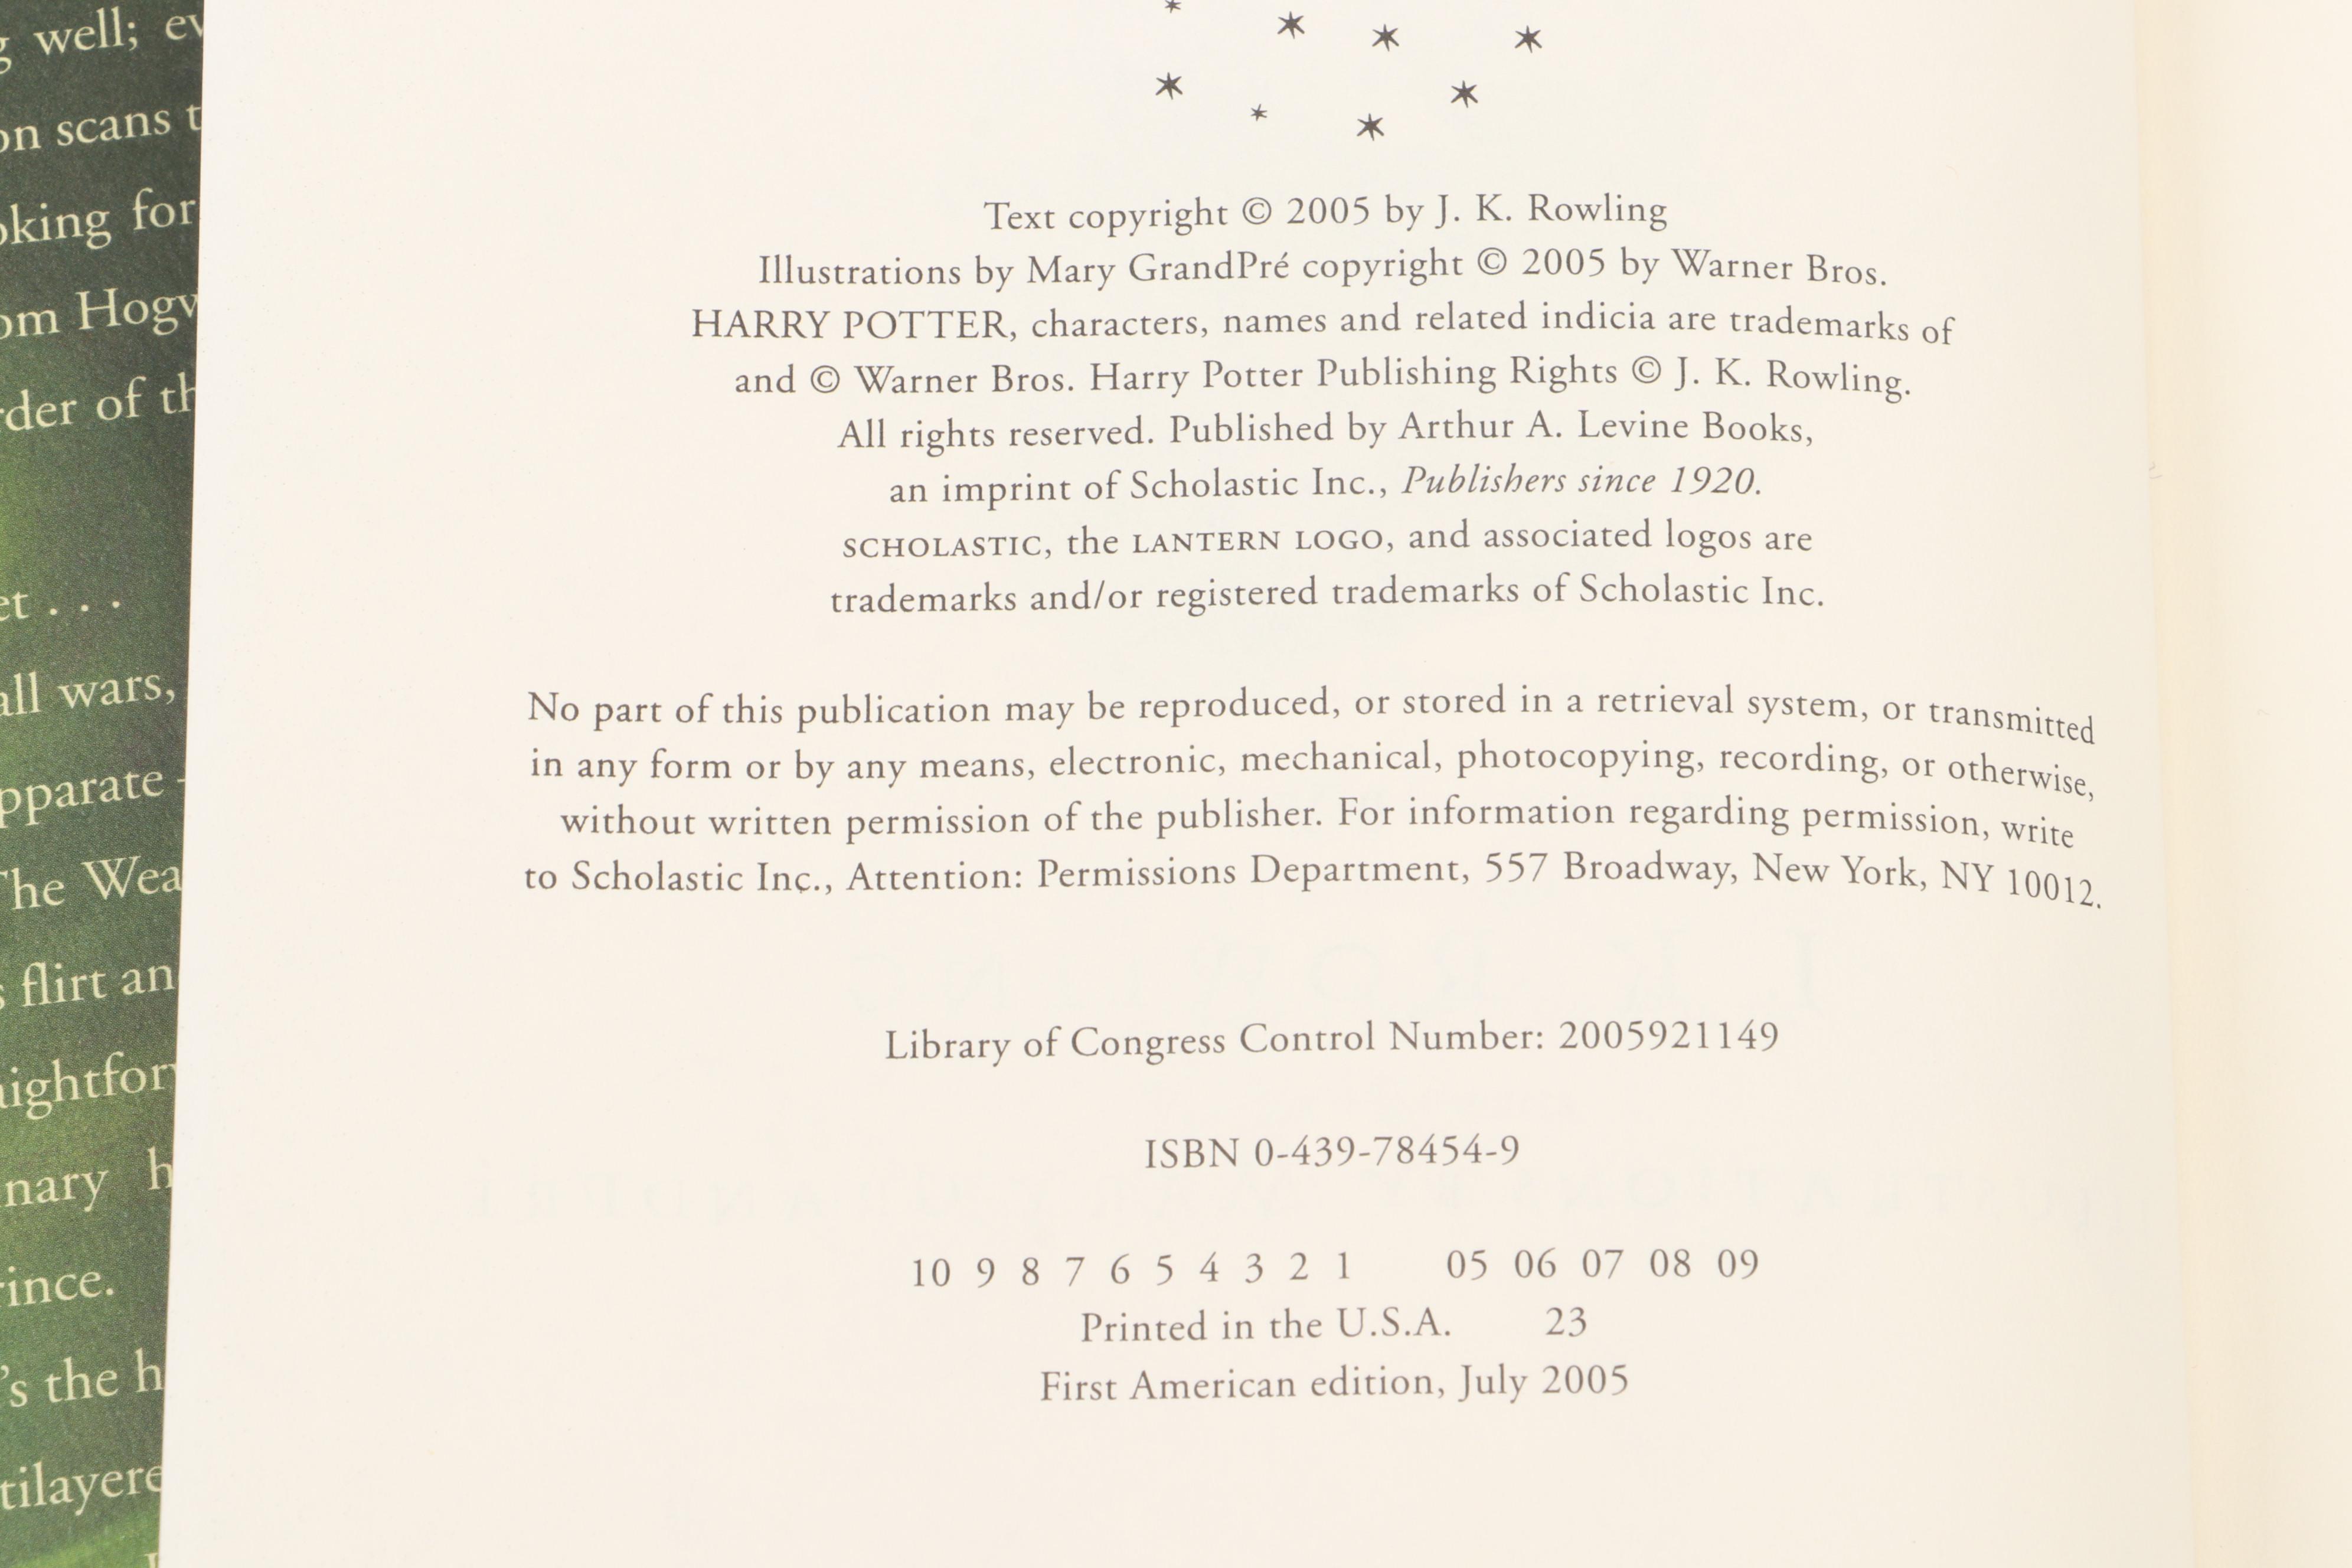 well;
scans
for
om Hogw
of th
et . . .
all wars,
pparate
The Wea
flirt an
nary h
ince.
's the h
Text copyright © 2005 by J. K. Rowling
Illustrations by Mary GrandPré copyright © 2005 by Warner Bros.
HARRY POTTER, characters, names and related indicia are trademarks of
and © Warner Bros. Harry Potter Publishing Rights © J. K. Rowling.
All rights reserved. Published by Arthur A. Levine Books,
an imprint of Scholastic Inc., Publishers since 1920.
SCHOLASTIC, the LANTERN LOGO, and associated logos are
trademarks and/or registered trademarks of Scholastic Inc.
No part of this publication may be reproduced, or stored in a retrieval system, or transmitted
in any form or by any means, electronic, mechanical, photocopying, recording, or otherwise,
without written permission of the publisher. For information regarding permission, write
to Scholastic Inc., Attention: Permissions Department, 557 Broadway, New York, NY 10012.
Library of Congress Control Number: 2005921149
ISBN 0-439-78454-9
10 9 8 7 6 5 4 3 2 1 05 06 07 08 09
Printed in the U.S.A. 23
First American edition, July 2005